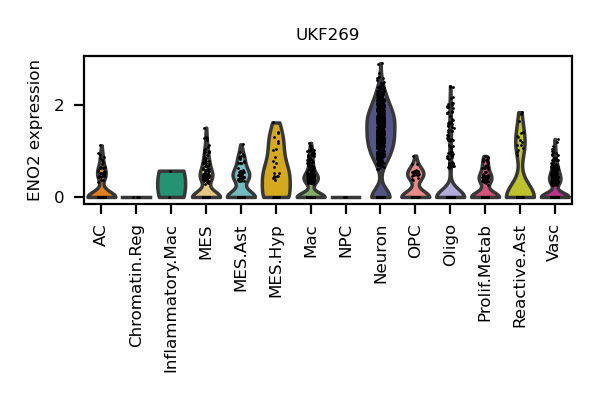 UKF269
ENO2 expression
2
0
AC
Chromatin.Reg
Inflammatory.Mac
MES
MES.Ast
MES.Hyp
Mac
NPC
Neuron
OPC
Oligo
Prolif.Metab
Reactive.Ast
Vasc